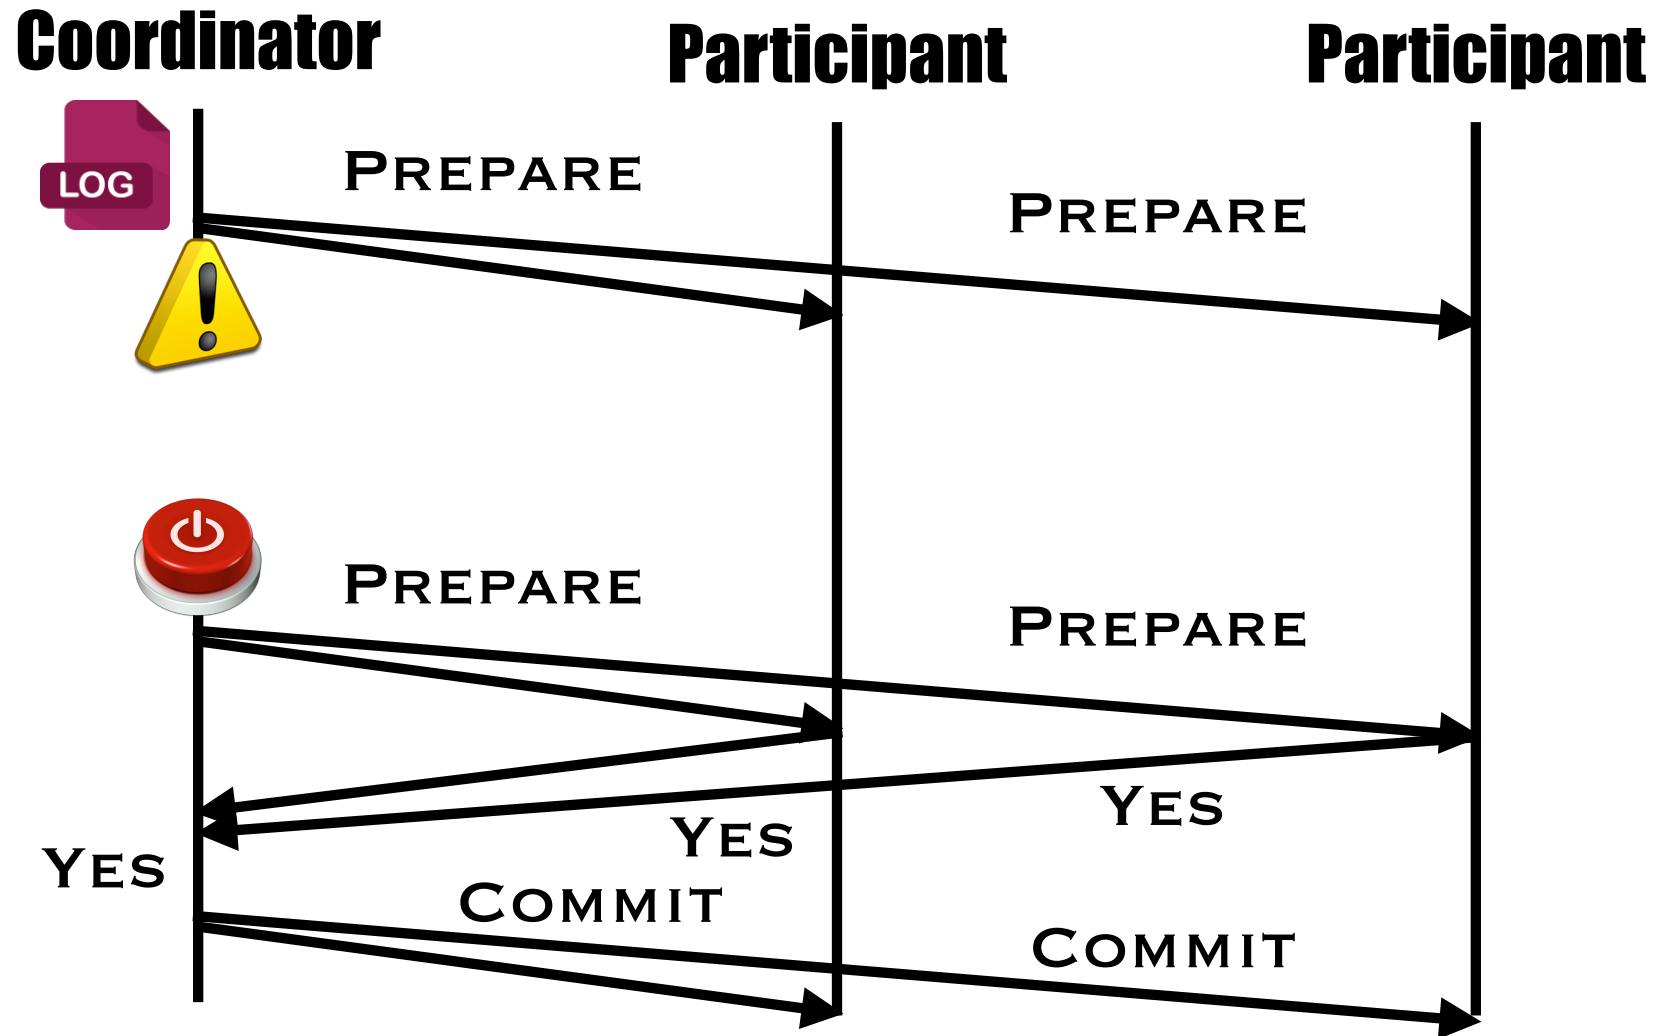 Coordinator
Participant
Participant
LOG
PREPARE
PREPARE
PREPARE
PREPARE
YES
YES
YES
COMMIT
COMMIT